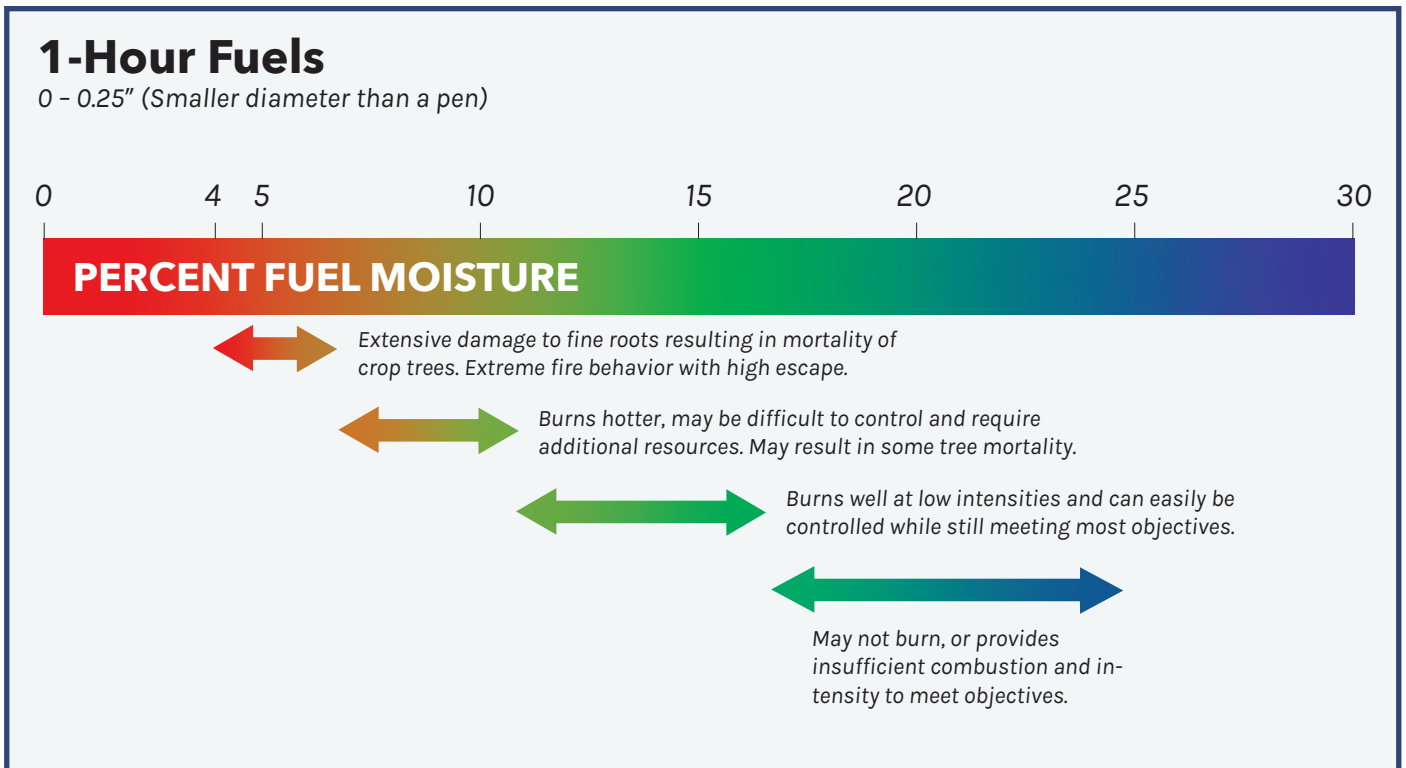 1-Hour Fuels
0 – 0.25" (Smaller diameter than a pen)
0 4 5 10 15 20 25 30
PERCENT FUEL MOISTURE
Extensive damage to fine roots resulting in mortality of
crop trees. Extreme fire behavior with high escape.
Burns hotter, may be difficult to control and require
additional resources. May result in some tree mortality.
Burns well at low intensities and can easily be
controlled while still meeting most objectives.
May not burn, or provides
insufficient combustion and in-
tensity to meet objectives.